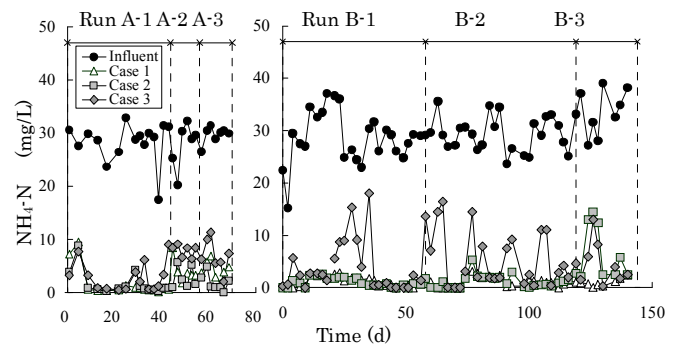 Run A-1 A-2 A-3
Run B-1 B-2 B-3
NH4-N (mg/L)
50
40
30
20
10
0
50
40
30
20
10
0
Influent
Case 1
Case 2
Case 3
0 20 40 60 80
0 50 100 150
Time (d)